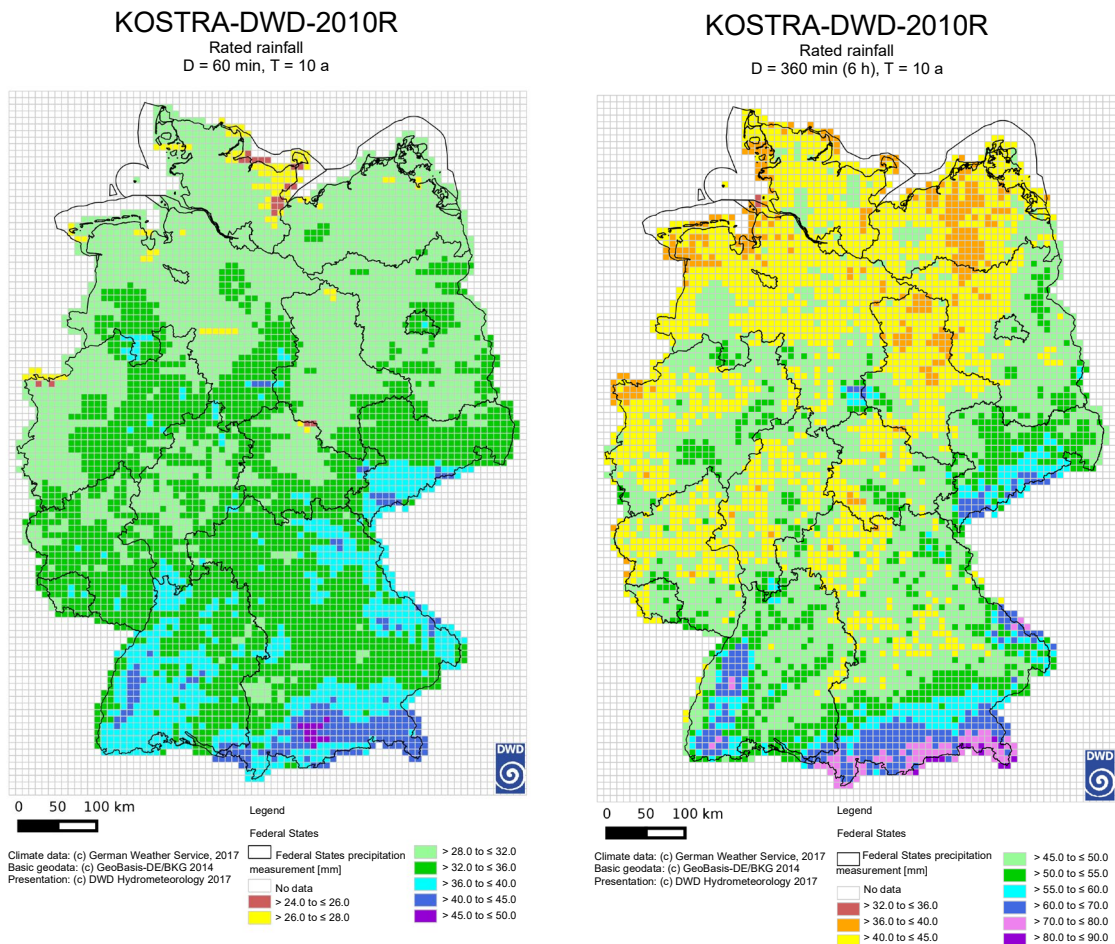 KOSTRA-DWD-2010R
Rated rainfall
D = 60 min, T = 10 a
DWD
0 50 100 km
Climate data: (c) German Weather Service, 2017
Basic geodata: (c) GeoBasis-DE/BKG 2014
Presentation: (c) DWD Hydrometeorology 2017
Legend
Federal States
Federal States precipitation
measurement [mm]
No data
> 24.0 to ≤ 26.0
> 26.0 to ≤ 28.0
> 28.0 to ≤ 32.0
> 32.0 to ≤ 36.0
> 36.0 to ≤ 40.0
> 40.0 to ≤ 45.0
> 45.0 to ≤ 50.0
KOSTRA-DWD-2010R
Rated rainfall
D = 360 min (6 h), T = 10 a
DWD
0 50 100 km
Climate data: (c) German Weather Service, 2017
Basic geodata: (c) GeoBasis-DE/BKG 2014
Presentation: (c) DWD Hydrometeorology 2017
Legend
Federal States
Federal States precipitation
measurement [mm]
No data
> 32.0 to ≤ 36.0
> 36.0 to ≤ 40.0
> 40.0 to ≤ 45.0
> 45.0 to ≤ 50.0
> 50.0 to ≤ 55.0
> 55.0 to ≤ 60.0
> 60.0 to ≤ 70.0
> 70.0 to ≤ 80.0
> 80.0 to ≤ 90.0